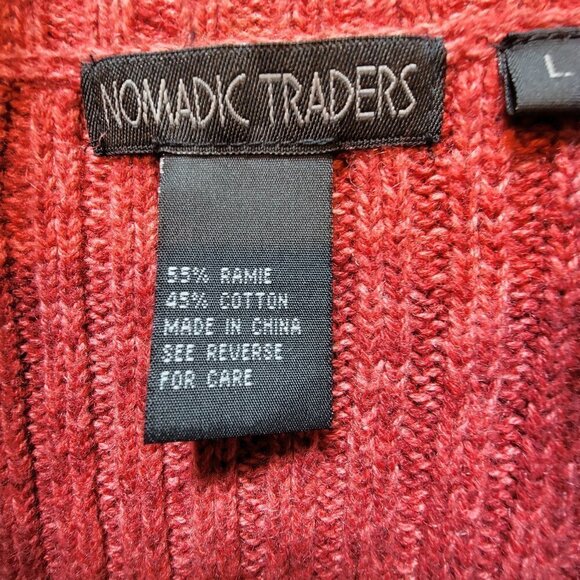 NOMADIC TRADERS
L
55% RAMIE
45% COTTON
MADE IN CHINA
SEE REVERSE
FOR CARE